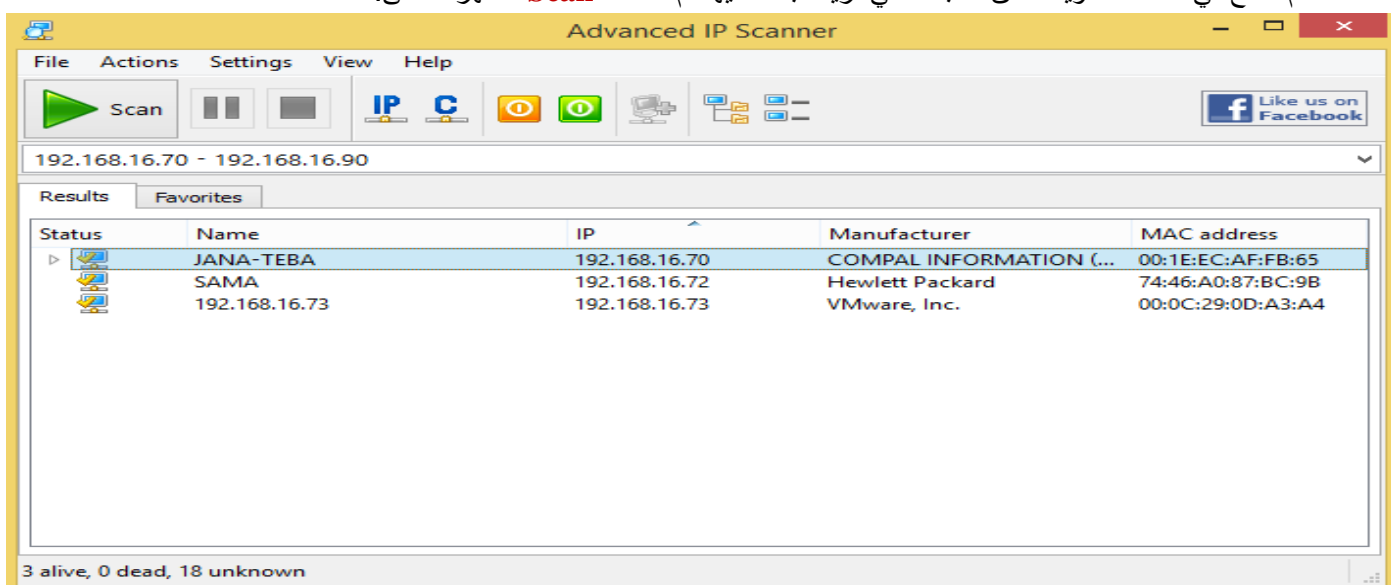 Scan
Advanced IP Scanner
File Actions Settings View Help
Scan IP C Like us on
Facebook
192.168.16.70 - 192.168.16.90
Results Favorites
Status Name IP Manufacturer MAC address
JANA-TEBA 192.168.16.70 COMPAL INFORMATION (... 00:1E:EC:AF:FB:65
SAMA 192.168.16.72 Hewlett Packard 74:46:A0:87:BC:9B
192.168.16.73 192.168.16.73 VMware, Inc. 00:0C:29:0D:A3:A4
3 alive, 0 dead, 18 unknown